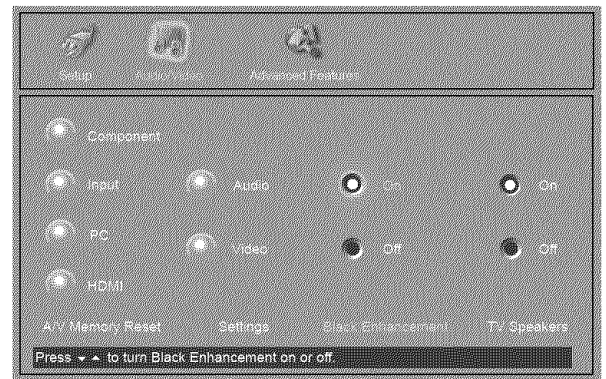 Setup Audio/Video Advanced Features
Component
Input Audio On On
PC Video Off Off
HDMI
A/V Memory Reset Settings Black Enhancement TV Speakers
Press ▾ ▴ to turn Black Enhancement on or off.